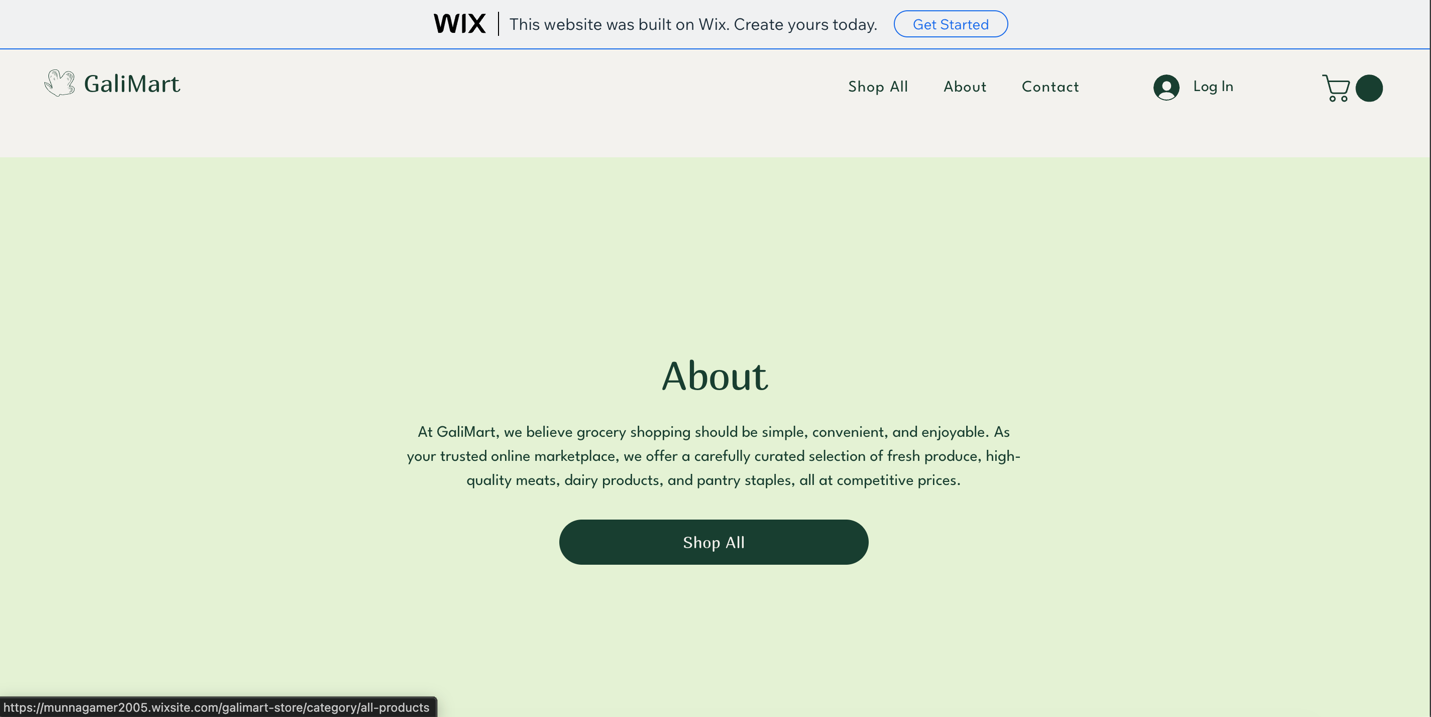 WIX | This website was built on Wix. Create yours today. Get Started
GaliMart Shop All About Contact Log In
About
At GaliMart, we believe grocery shopping should be simple, convenient, and enjoyable. As
your trusted online marketplace, we offer a carefully curated selection of fresh produce, high-
quality meats, dairy products, and pantry staples, all at competitive prices.
Shop All
https://munnagamer2005.wixsite.com/galimart-store/category/all-products